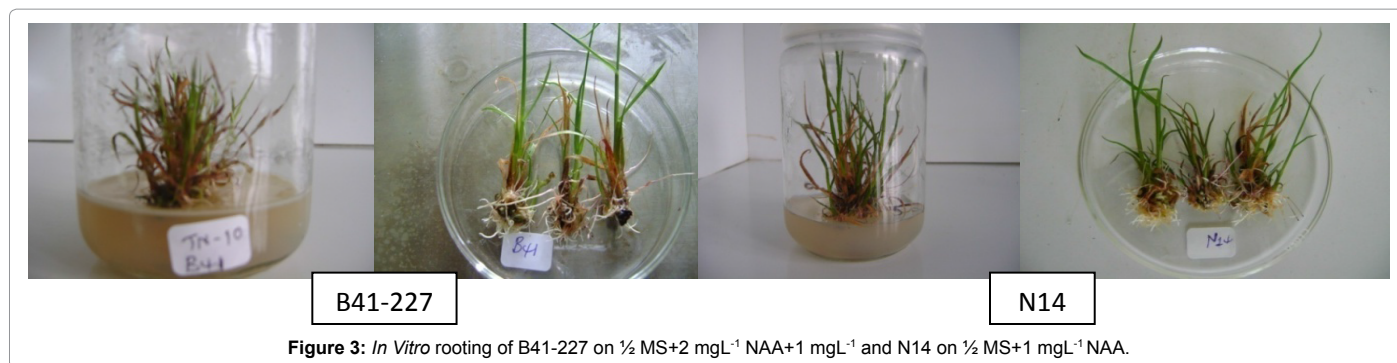 TN-10
B41
B41
N14
B41-227
N14
Figure 3: In Vitro rooting of B41-227 on ½ MS+2 mgL⁻¹ NAA+1 mgL⁻¹ and N14 on ½ MS+1 mgL⁻¹ NAA.